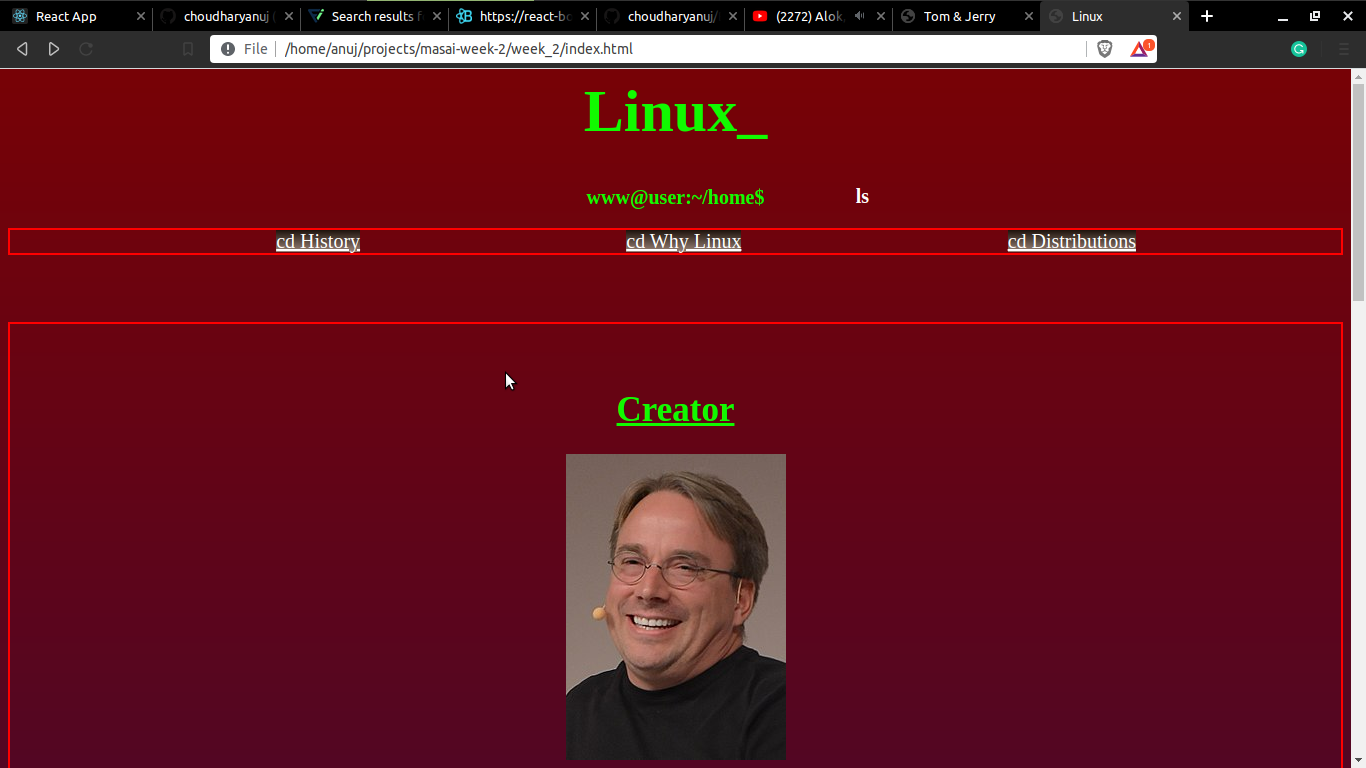 React App choudharyanuj Search results f https://react-bo choudharyanuj/ (2272) Alok Tom & Jerry Linux
File /home/anuj/projects/masai-week-2/week_2/index.html 1
Linux_
www@user:~/home$ ls
cd History cd Why Linux cd Distributions
Creator